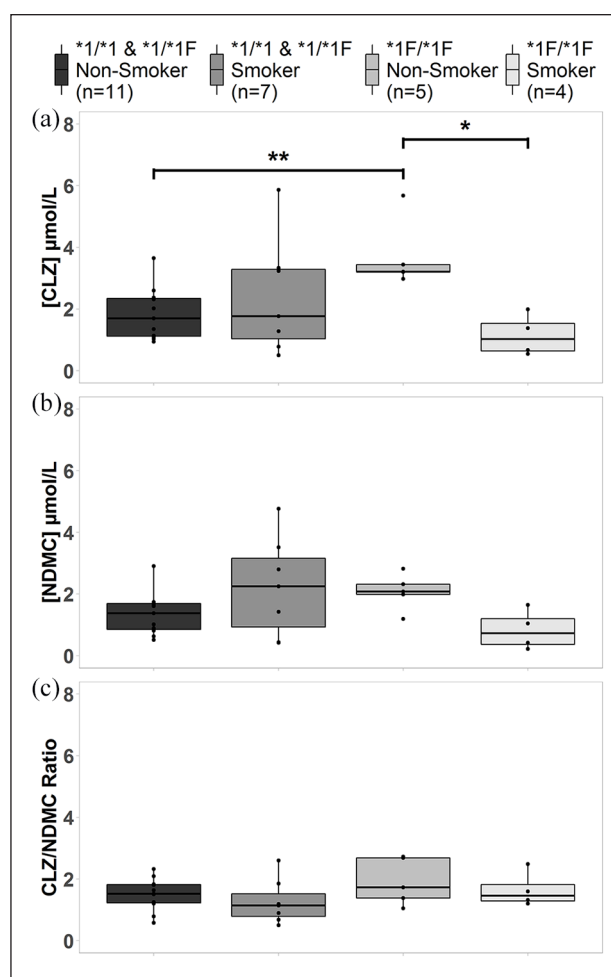 *1/*1 & *1/*1F Non-Smoker (n=11)
*1/*1 & *1/*1F Smoker (n=7)
*1F/*1F Non-Smoker (n=5)
*1F/*1F Smoker (n=4)
(a)
[CLZ] µmol/L
8
6
4
2
0
**
*
(b)
[NDMC] µmol/L
8
6
4
2
0
(c)
CLZ/NDMC Ratio
8
6
4
2
0